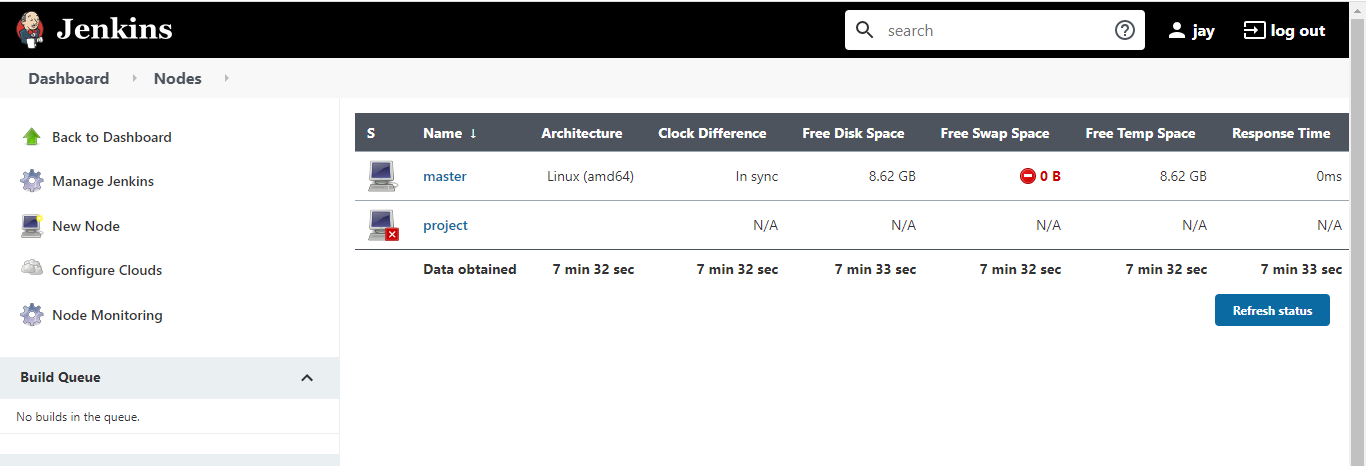 Jenkins
search
jay
log out
Dashboard
Nodes
Back to Dashboard
Manage Jenkins
New Node
Configure Clouds
Node Monitoring
Build Queue
No builds in the queue.
S Name ↓ Architecture Clock Difference Free Disk Space Free Swap Space Free Temp Space Response Time
master Linux (amd64) In sync 8.62 GB 0 B 8.62 GB 0ms
project N/A N/A N/A N/A N/A
Data obtained 7 min 32 sec 7 min 32 sec 7 min 33 sec 7 min 32 sec 7 min 32 sec 7 min 33 sec
Refresh status